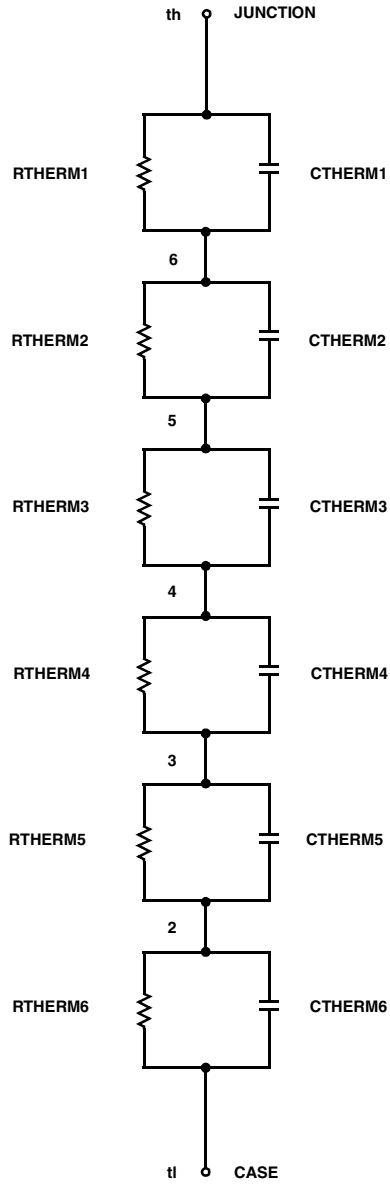 th JUNCTION
RTHERM1 CTHERM1
6
RTHERM2 CTHERM2
5
RTHERM3 CTHERM3
4
RTHERM4 CTHERM4
3
RTHERM5 CTHERM5
2
RTHERM6 CTHERM6
tl CASE